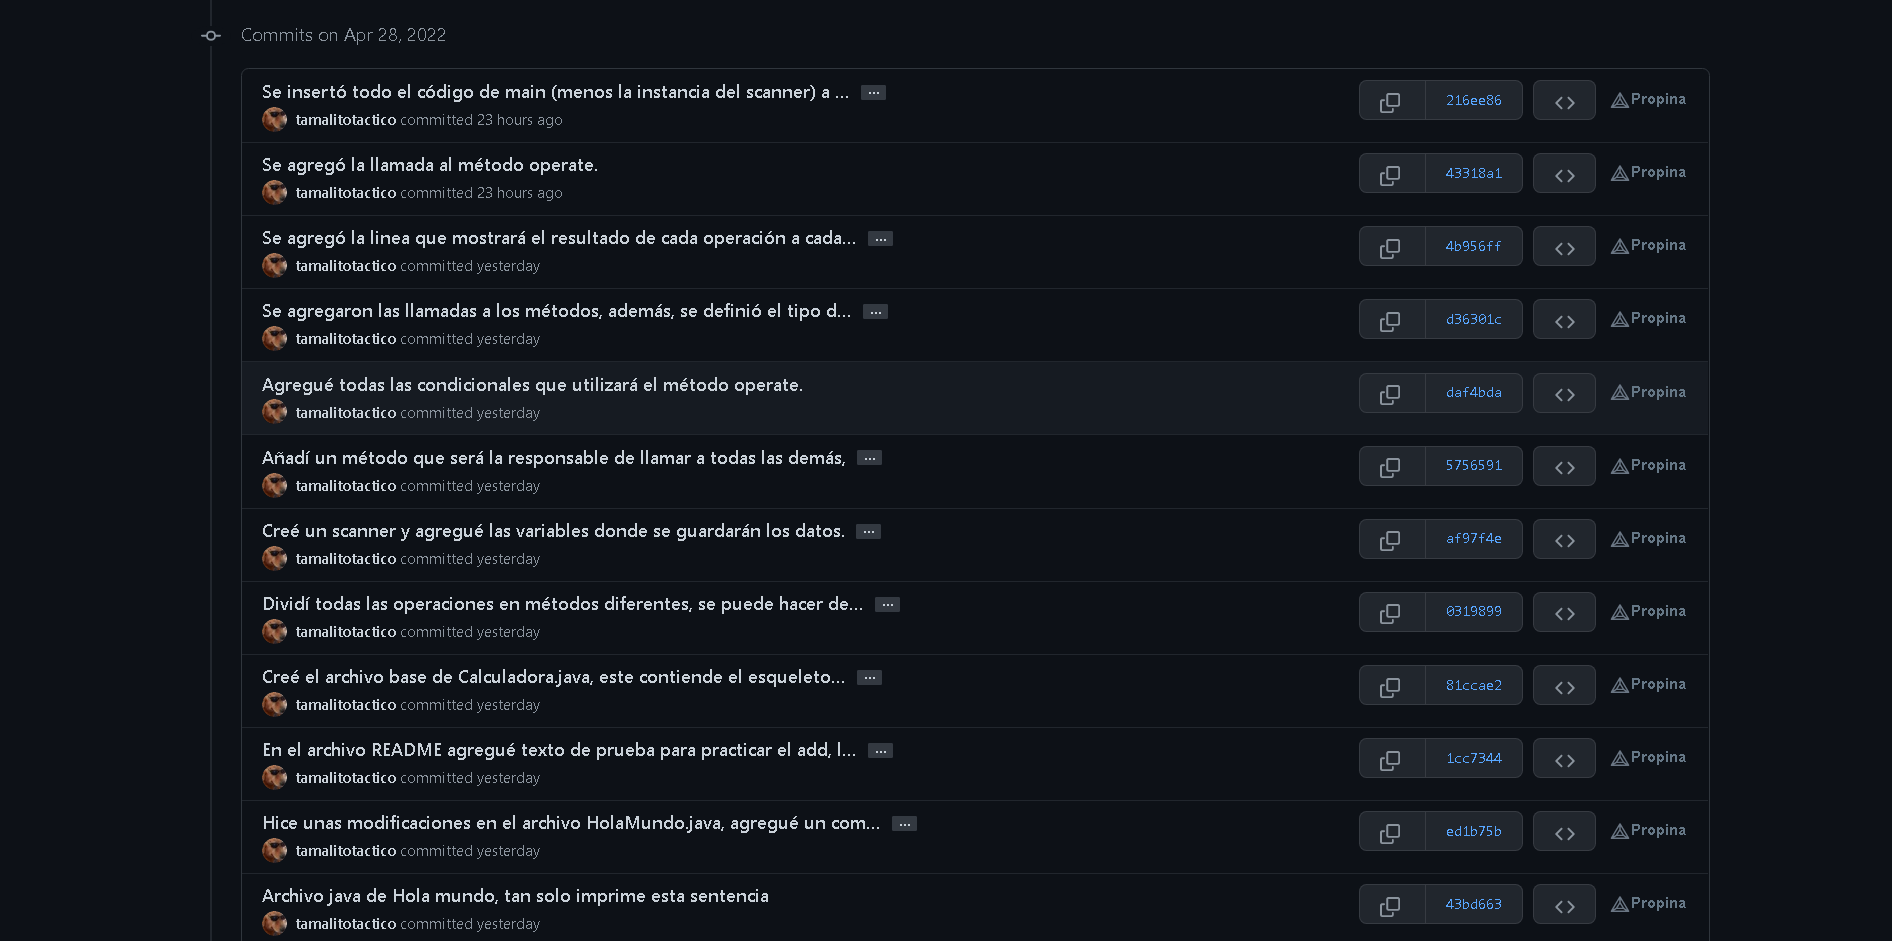 Commits on Apr 28, 2022
Se insertó todo el código de main (menos la instancia del scanner) a ... ...
216ee86
Propina
tamalitotactico committed 23 hours ago
Se agregó la llamada al método operate.
43318a1
Propina
tamalitotactico committed 23 hours ago
Se agregó la linea que mostrará el resultado de cada operación a cada... ...
4b956ff
Propina
tamalitotactico committed yesterday
Se agregaron las llamadas a los métodos, además, se definió el tipo d... ...
d36301c
Propina
tamalitotactico committed yesterday
Agregué todas las condicionales que utilizará el método operate.
daf4bda
Propina
tamalitotactico committed yesterday
Añadí un método que será la responsable de llamar a todas las demás, ...
5756591
Propina
tamalitotactico committed yesterday
Creé un scanner y agregué las variables donde se guardarán los datos. ...
af97f4e
Propina
tamalitotactico committed yesterday
Dividí todas las operaciones en métodos diferentes, se puede hacer de... ...
0319899
Propina
tamalitotactico committed yesterday
Creé el archivo base de Calculadora.java, este contiende el esqueleto... ...
81ccae2
Propina
tamalitotactico committed yesterday
En el archivo README agregué texto de prueba para practicar el add, l... ...
1cc7344
Propina
tamalitotactico committed yesterday
Hice unas modificaciones en el archivo HolaMundo.java, agregué un com... ...
ed1b75b
Propina
tamalitotactico committed yesterday
Archivo java de Hola mundo, tan solo imprime esta sentencia
43bd663
Propina
tamalitotactico committed yesterday